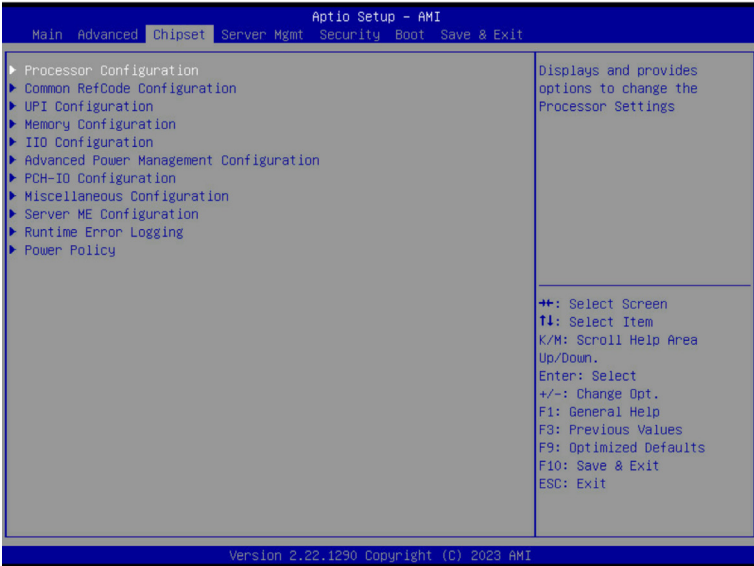 Aptio Setup - AMI
Main Advanced Chipset Server Mgmt Security Boot Save & Exit
Processor Configuration
Common RefCode Configuration
UPI Configuration
Memory Configuration
IIO Configuration
Advanced Power Management Configuration
PCH-IO Configuration
Miscellaneous Configuration
Server ME Configuration
Runtime Error Logging
Power Policy
Displays and provides
options to change the
Processor Settings
→←: Select Screen
↑↓: Select Item
K/M: Scroll Help Area
Up/Down.
Enter: Select
+/-: Change Opt.
F1: General Help
F3: Previous Values
F9: Optimized Defaults
F10: Save & Exit
ESC: Exit
Version 2.22.1290 Copyright (C) 2023 AMI